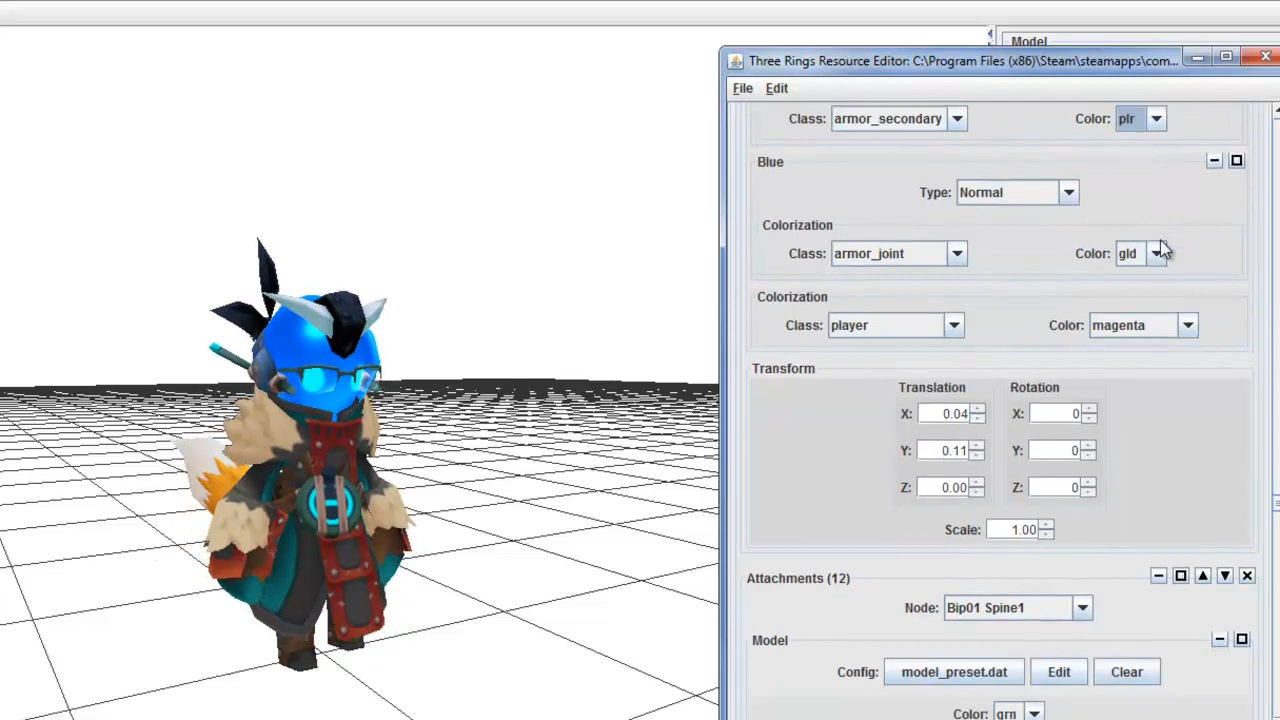 Model
Three Rings Resource Editor: C:\Program Files (x86)\Steam\steamapps\com...
File Edit
Class: armor_secondary Color: plr
Blue
Type: Normal
Colorization
Class: armor_joint Color: gld
Colorization
Class: player Color: magenta
Transform
Translation Rotation
X: 0.04 X: 0
Y: 0.11 Y: 0
Z: 0.00 Z: 0
Scale: 1.00
Attachments (12)
Node: Bip01 Spine1
Model
Config: model_preset.dat Edit Clear
Color: grn